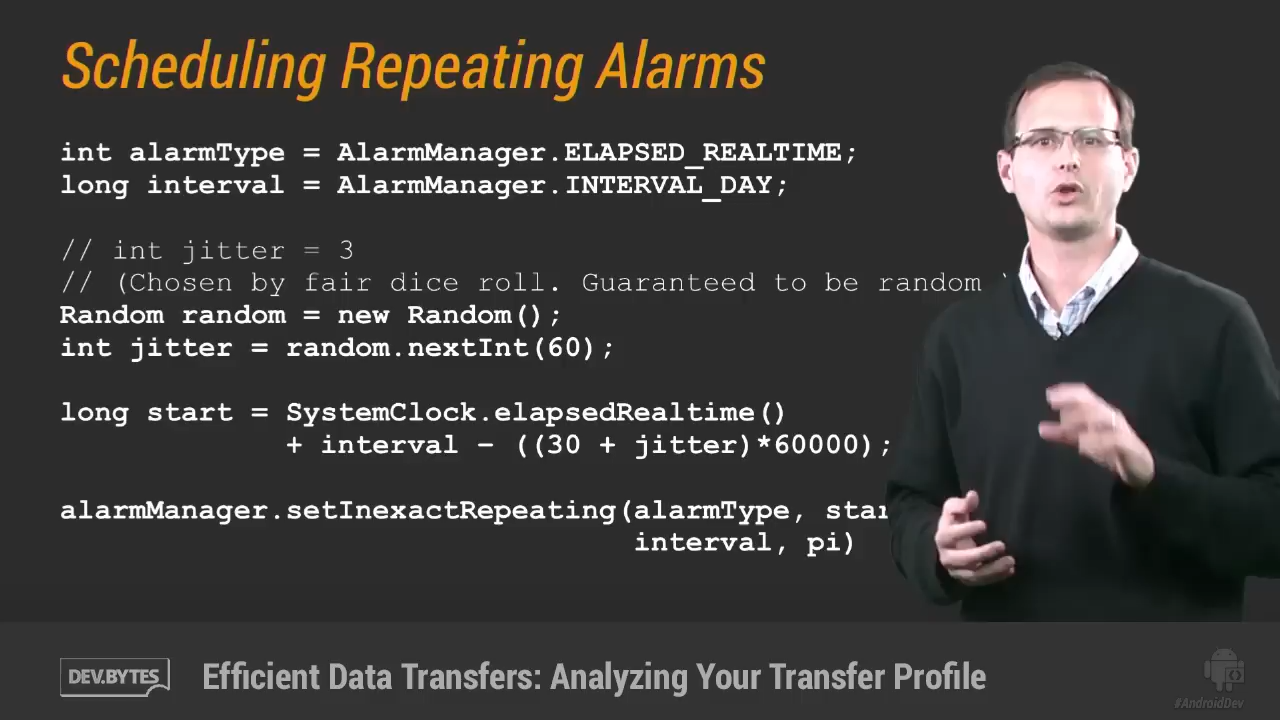 Scheduling Repeating Alarms
int alarmType = AlarmManager.ELAPSED_REALTIME;
long interval = AlarmManager.INTERVAL_DAY;
// int jitter = 3
// (Chosen by fair dice roll. Guaranteed to be random
Random random = new Random();
int jitter = random.nextInt(60);
long start = SystemClock.elapsedRealtime()
+ interval – ((30 + jitter)*60000);
alarmManager.setInexactRepeating(alarmType, star
interval, pi)
DEV.BYTES Efficient Data Transfers: Analyzing Your Transfer Profile
#AndroidDev